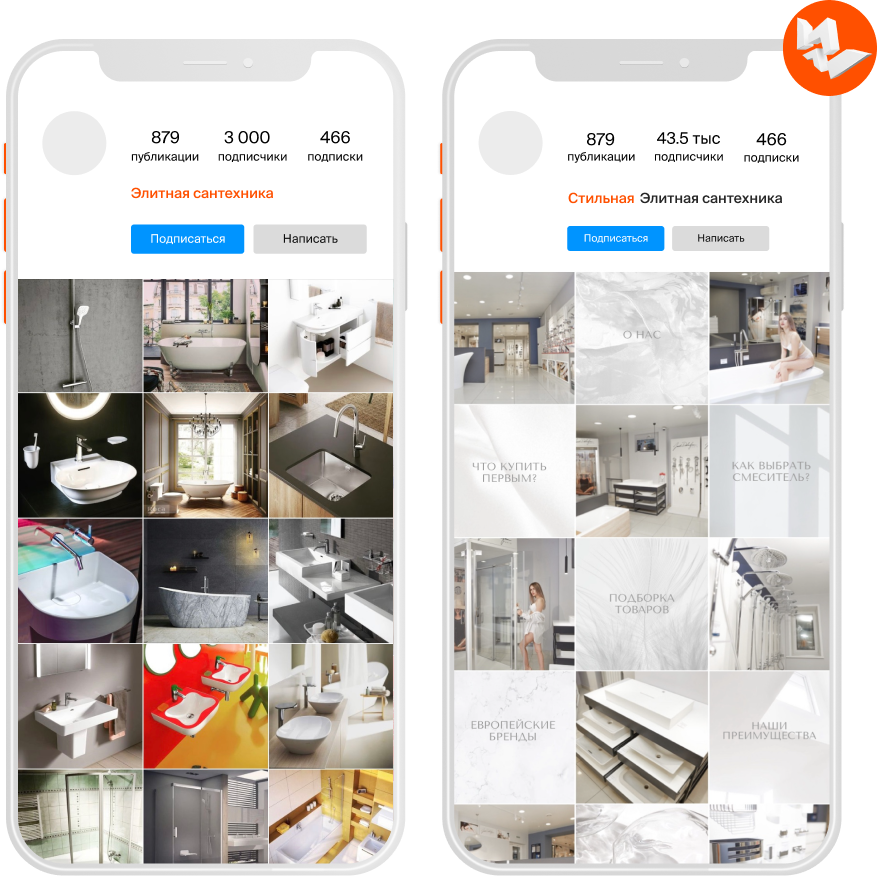 879
3 000
466
публикации
подписчики
подписки
Элитная сантехника
Подписаться
Написать
879
43.5 тыс
466
публикации
подписчики
подписки
Стильная Элитная сантехника
Подписаться
Написать
О НАС
ЧТО КУПИТЬ
ПЕРВЫМ?
КАК ВЫБРАТЬ
СМЕСИТЕЛЬ?
ПОДБОРКА
ТОВАРОВ
ЕВРОПЕЙСКИЕ
БРЕНДЫ
НАШИ
ПРЕИМУЩЕСТВА